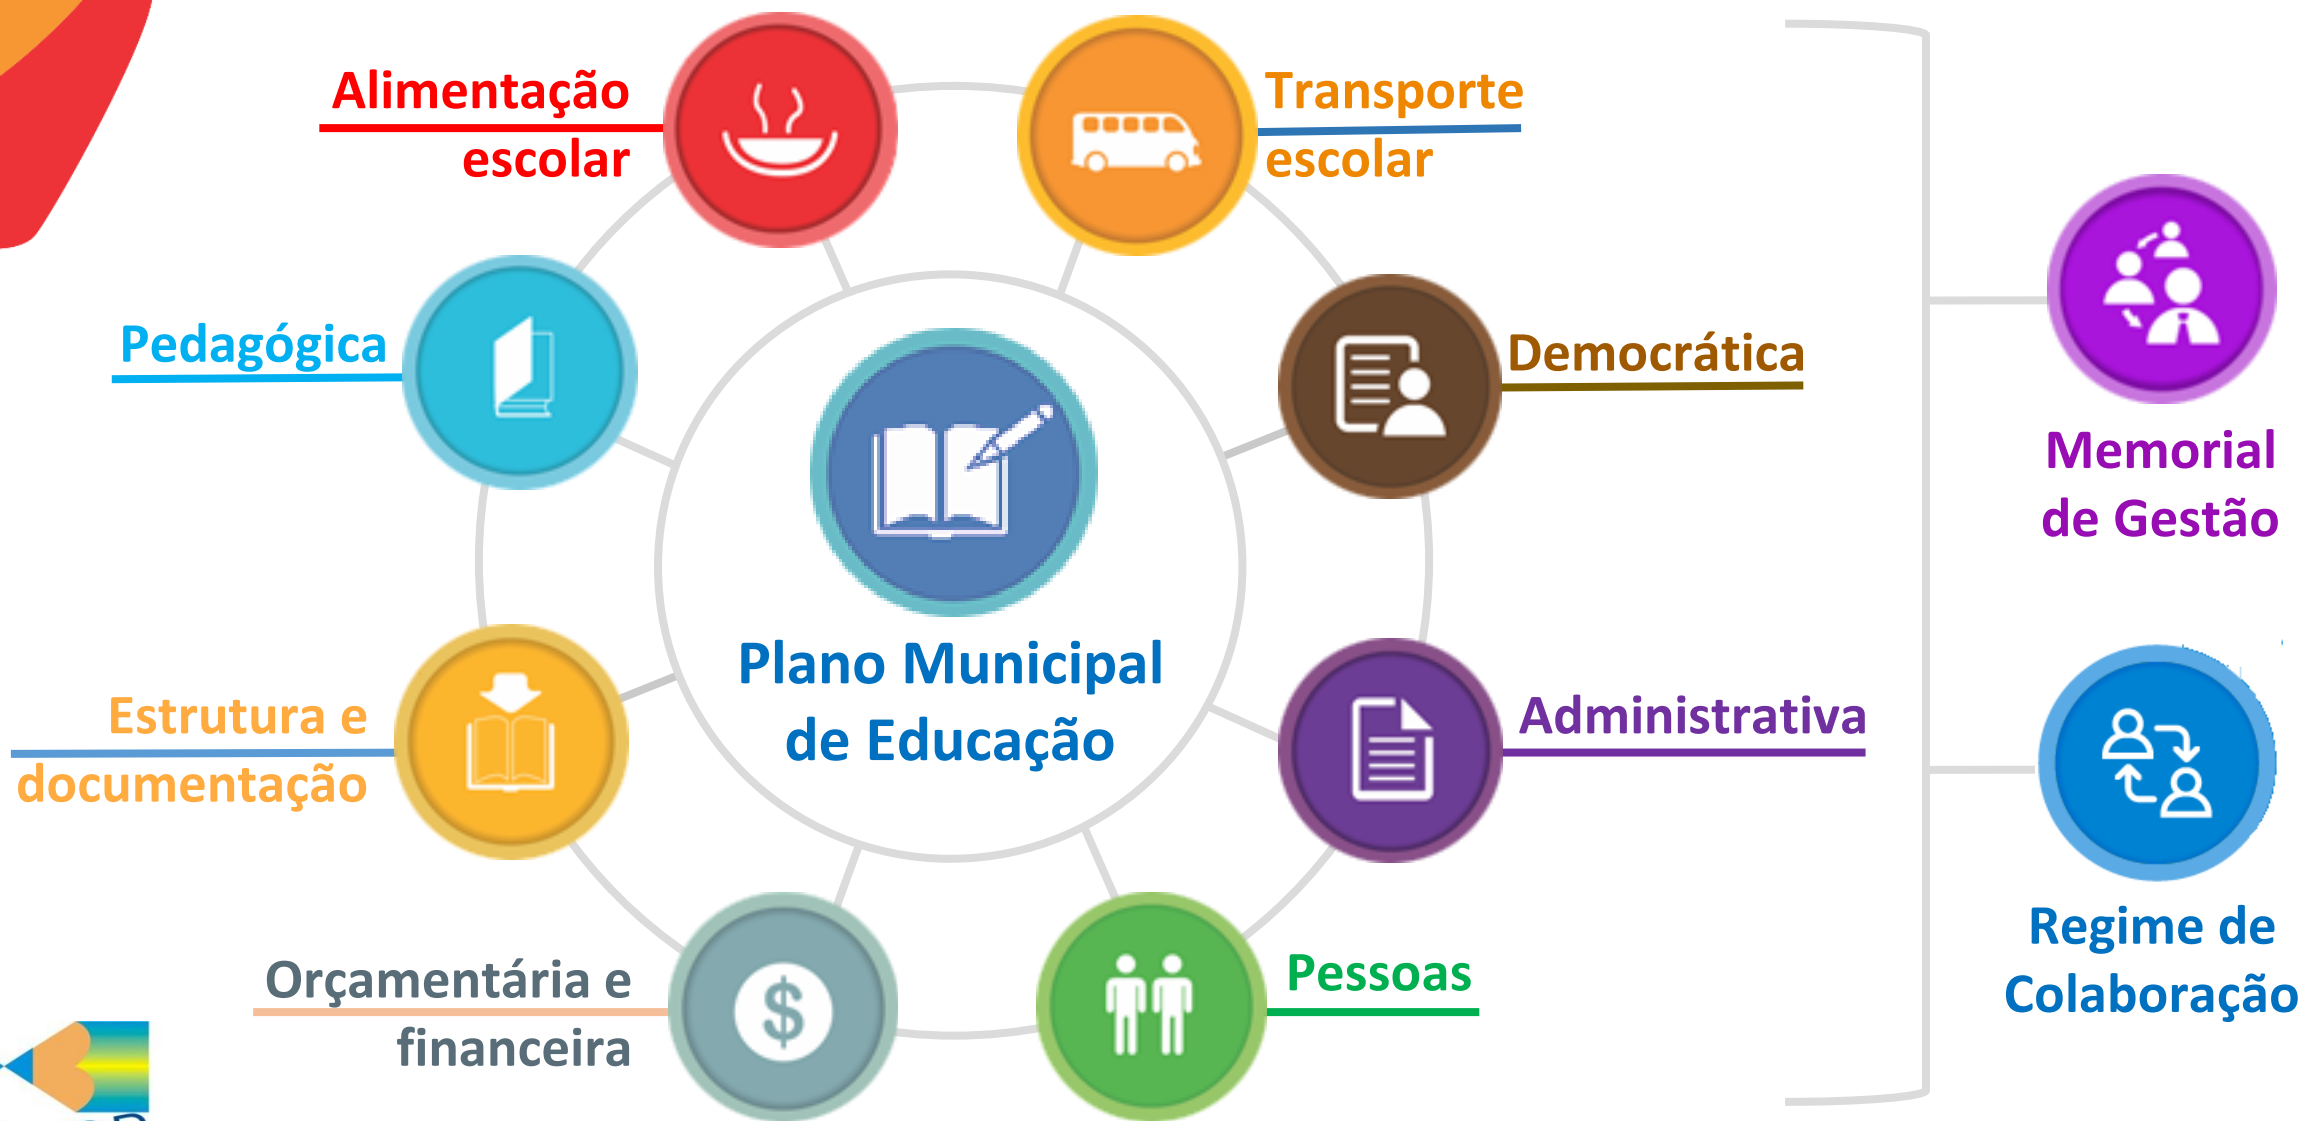 Alimentação
escolar
Transporte
escolar
Pedagógica
Democrática
Plano Municipal
de Educação
Estrutura e
documentação
Administrativa
Orçamentária e
financeira
$
Pessoas
Memorial
de Gestão
Regime de
Colaboração